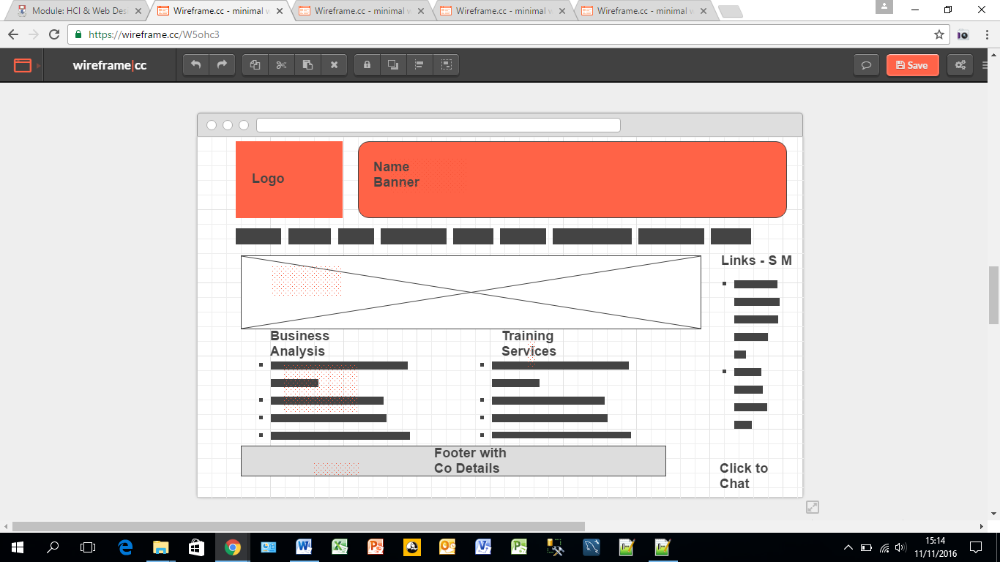 Module: HCI & Web Des
Wireframe.cc - minimal w
Wireframe.cc - minimal w
Wireframe.cc - minimal w
Wireframe.cc - minimal w
https://wireframe.cc/W5ohc3
wireframe|cc
Save
Logo
Name
Banner
Links - S M
Business
Analysis
Training
Services
Footer with
Co Details
Click to
Chat
15:14
11/11/2016